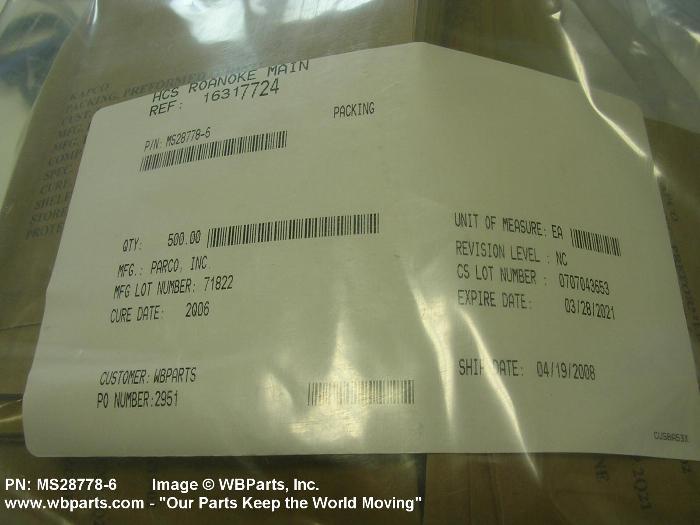 KAPCO
PACKING, PREFORMED
HCS ROANOKE MAIN
REF: 16317724
PACKING
P/N: MS28778-6
QTY: 500.00
UNIT OF MEASURE: EA
MFG.: PARCO, INC
REVISION LEVEL : NC
MFG LOT NUMBER: 71822
CS LOT NUMBER : 0707043653
CURE DATE: 2006
EXPIRE DATE: 03/28/2021
CUSTOMER: WBPARTS
SHIP DATE: 04/19/2008
PO NUMBER: 2951
PN: MS28778-6 Image © WBParts, Inc.
www.wbparts.com - "Our Parts Keep the World Moving"